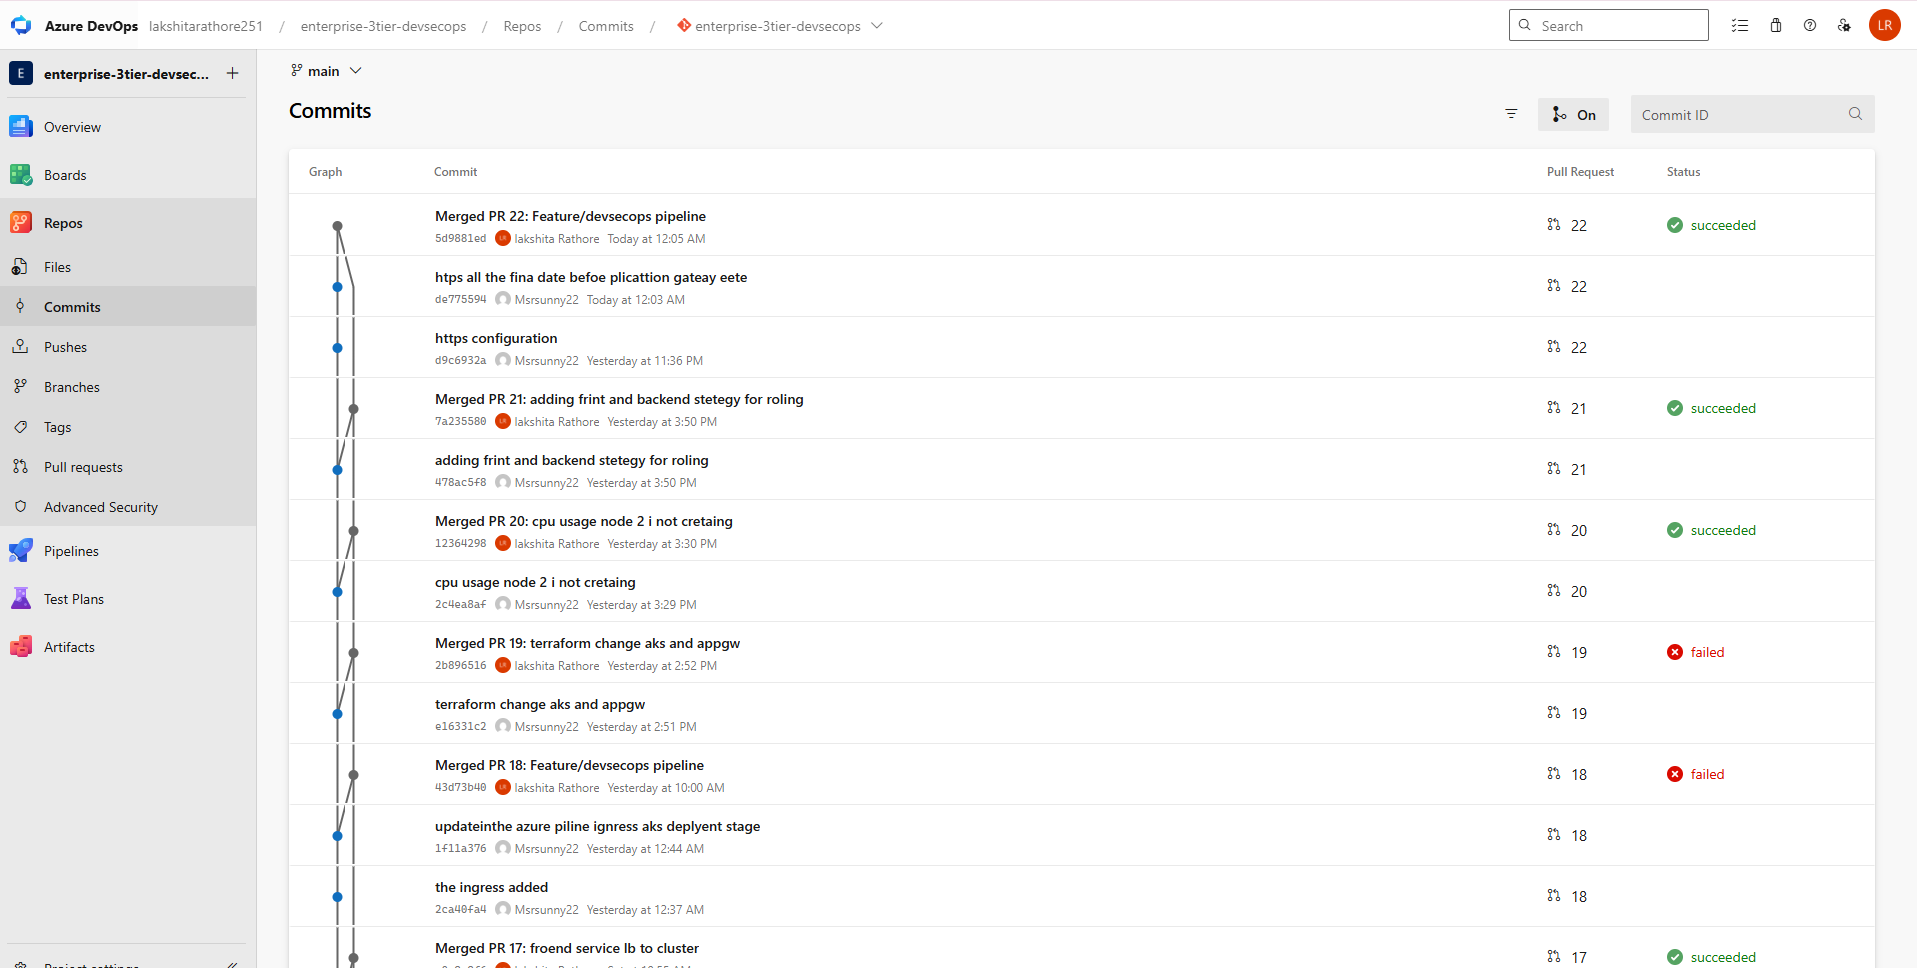 Azure DevOps lakshitarathore251 / enterprise-3tier-devsecops / Repos / Commits / enterprise-3tier-devsecops
Search
LR
E enterprise-3tier-devsec... +
Overview
Boards
Repos
Files
Commits
Pushes
Branches
Tags
Pull requests
Advanced Security
Pipelines
Test Plans
Artifacts
Project settings
main
Commits
On
Commit ID
Graph Commit Pull Request Status
Merged PR 22: Feature/devsecops pipeline
5d9881ed LR lakshita Rathore Today at 12:05 AM
22 succeeded
htps all the fina date befoe plicattion gateay eete
de775594 Msrsunny22 Today at 12:03 AM
22
https configuration
d9c6932a Msrsunny22 Yesterday at 11:36 PM
22
Merged PR 21: adding frint and backend stetegy for roling
7a235580 LR lakshita Rathore Yesterday at 3:50 PM
21 succeeded
adding frint and backend stetegy for roling
478ac5f8 Msrsunny22 Yesterday at 3:50 PM
21
Merged PR 20: cpu usage node 2 i not cretaing
12364298 LR lakshita Rathore Yesterday at 3:30 PM
20 succeeded
cpu usage node 2 i not cretaing
2c4ea8af Msrsunny22 Yesterday at 3:29 PM
20
Merged PR 19: terraform change aks and appgw
2b896516 LR lakshita Rathore Yesterday at 2:52 PM
19 failed
terraform change aks and appgw
e16331c2 Msrsunny22 Yesterday at 2:51 PM
19
Merged PR 18: Feature/devsecops pipeline
43d73b40 LR lakshita Rathore Yesterday at 10:00 AM
18 failed
updateinthe azure piline ignress aks deplyent stage
1f11a376 Msrsunny22 Yesterday at 12:44 AM
18
the ingress added
2ca40fa4 Msrsunny22 Yesterday at 12:37 AM
18
Merged PR 17: froend service lb to cluster
lakshita Rathore
17 succeeded